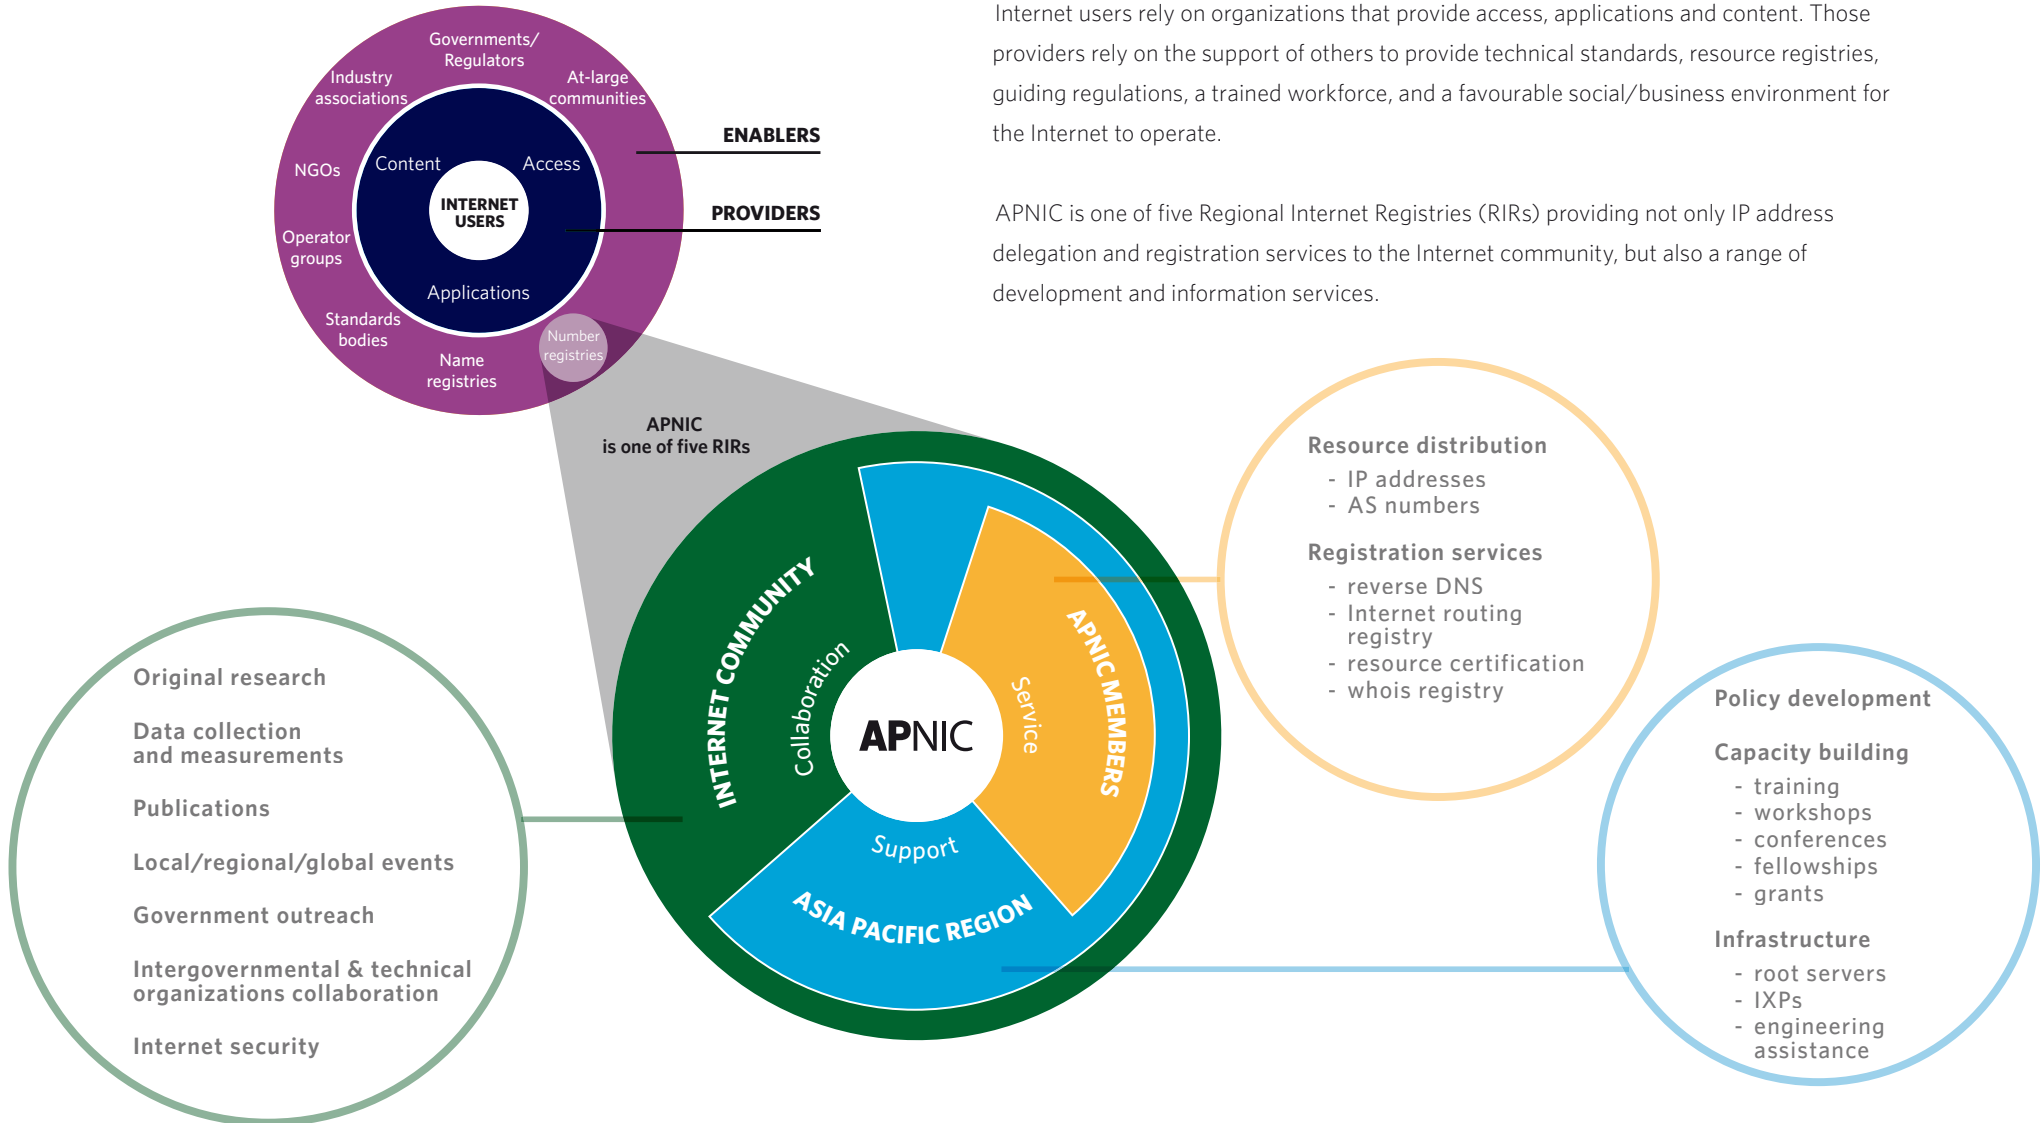 Internet users rely on organizations that provide access, applications and content. Those
providers rely on the support of others to provide technical standards, resource registries,
guiding regulations, a trained workforce, and a favourable social/business environment for
the Internet to operate.
APNIC is one of five Regional Internet Registries (RIRs) providing not only IP address
delegation and registration services to the Internet community, but also a range of
development and information services.
Governments/
Regulators
Industry
associations
At-large
communities
NGOs
Operator
groups
Standards
bodies
Name
registries
Number
registries
Content
Access
Applications
INTERNET
USERS
ENABLERS
PROVIDERS
APNIC
is one of five RIRs
INTERNET COMMUNITY
Collaboration
APNIC
Service
APNIC MEMBERS
Support
ASIA PACIFIC REGION
Resource distribution
- IP addresses
- AS numbers
Registration services
- reverse DNS
- Internet routing
registry
- resource certification
- whois registry
Original research
Data collection
and measurements
Publications
Local/regional/global events
Government outreach
Intergovernmental & technical
organizations collaboration
Internet security
Policy development
Capacity building
- training
- workshops
- conferences
- fellowships
- grants
Infrastructure
- root servers
- IXPs
- engineering
assistance